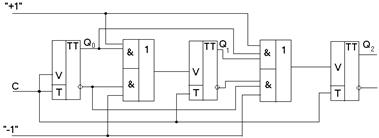 "+1"
TT Q0 & 1 TT Q1 & 1 TT Q2
V & V & V
C T T T
"-1"